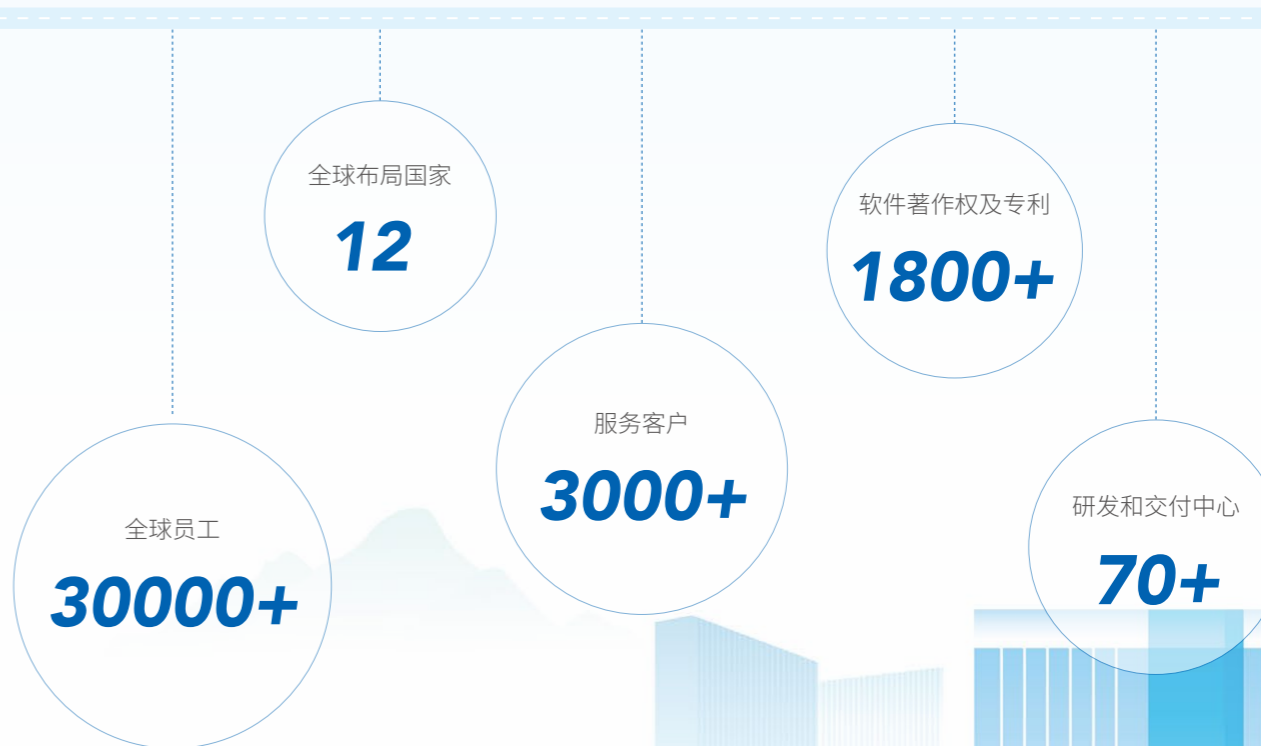 全球布局国家
12
软件著作权及专利
1800+
服务客户
3000+
全球员工
30000+
研发和交付中心
70+